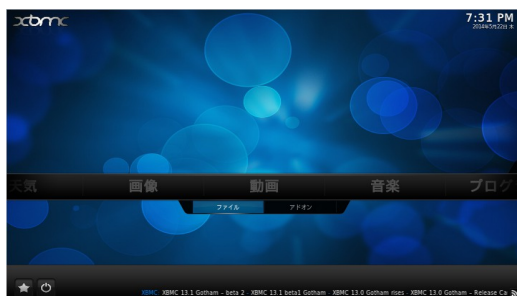 xbmc
7:31 PM
2014年5月22日 木
天気 画像 動画 音楽 ブログ
ファイル アドオン
XBMC: XBMC 13.1 Gotham – beta 2 · XBMC 13.1 beta1 Gotham · XBMC 13.0 Gotham rises · XBMC 13.0 Gotham – Release Ca